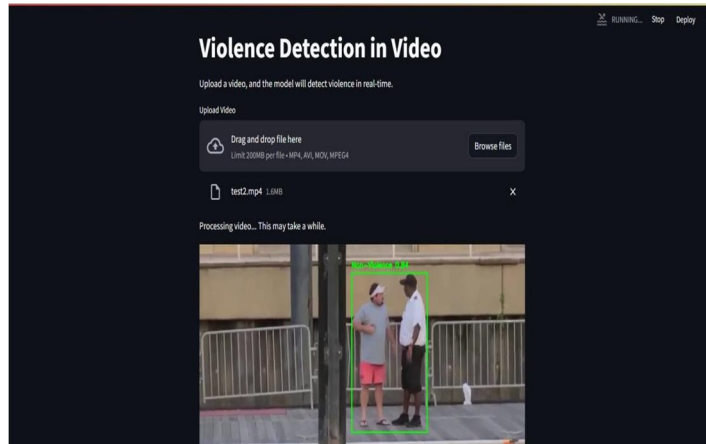 RUNNING... Stop Deploy
Violence Detection in Video
Upload a video, and the model will detect violence in real-time.
Upload Video
Drag and drop file here
Limit 200MB per file • MP4, AVI, MOV, MPEG4
Browse files
test2.mp4 1.6MB X
Processing video... This may take a while.